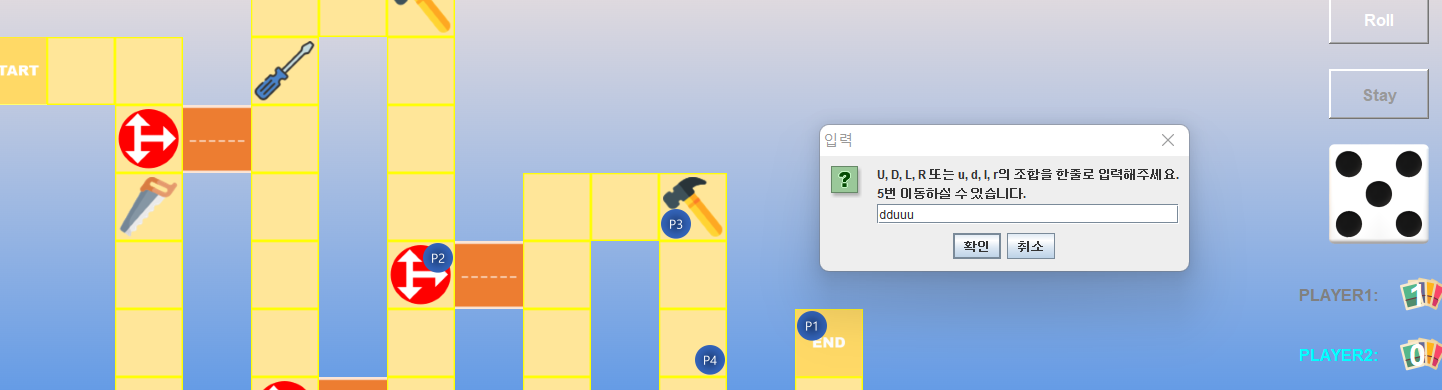 Roll
TART
Stay
입력
U, D, L, R 또는 u, d, l, r의 조합을 한줄로 입력해주세요.
5번 이동하실 수 있습니다.
dduuu
확인 취소
P3
P2
PLAYER1: 1
P1
END
P4
PLAYER2: 0